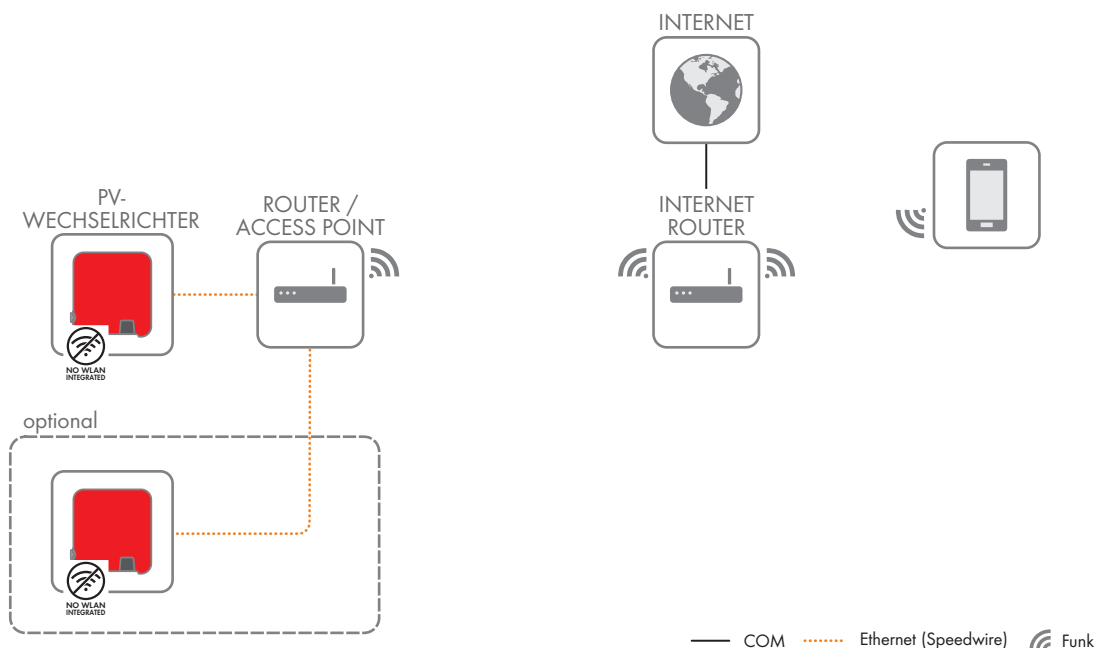 INTERNET
PV-
WECHSELRICHTER
ROUTER /
ACCESS POINT
INTERNET
ROUTER
NO WLAN
INTEGRATED
optional
NO WLAN
INTEGRATED
COM
Ethernet (Speedwire)
Funk